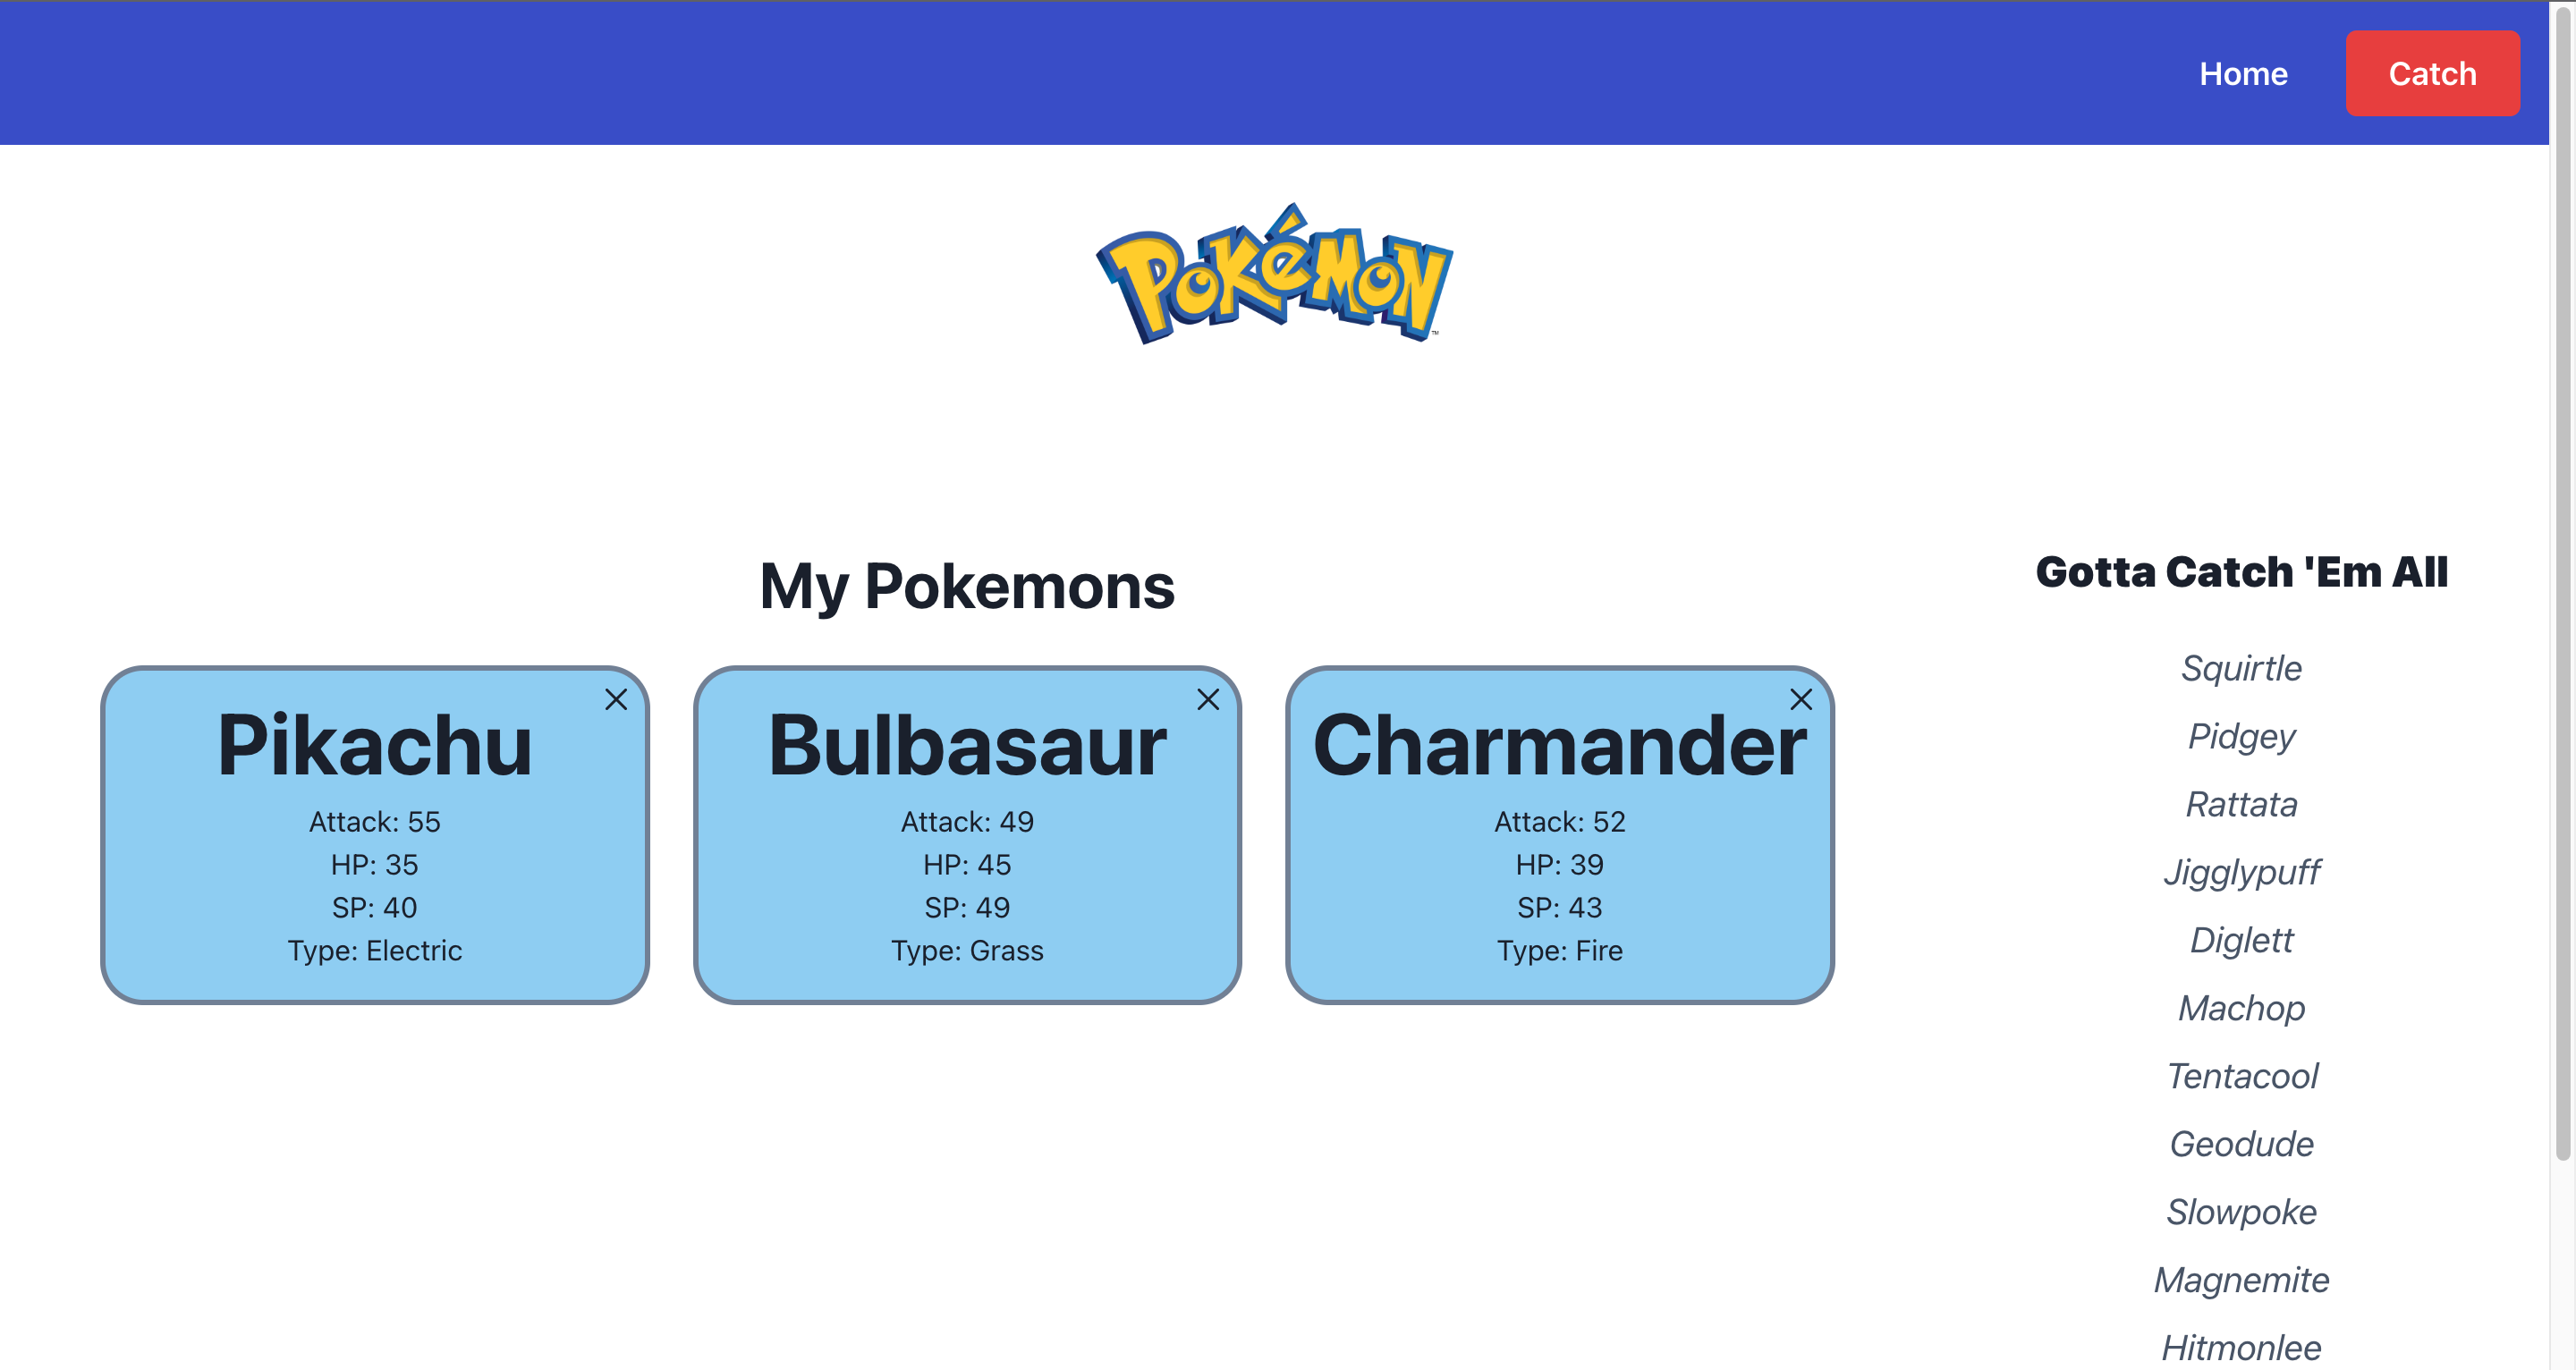 Home
Catch
Pokémon
TM
My Pokemons
Pikachu
Attack: 55
HP: 35
SP: 40
Type: Electric
Bulbasaur
Attack: 49
HP: 45
SP: 49
Type: Grass
Charmander
Attack: 52
HP: 39
SP: 43
Type: Fire
Gotta Catch 'Em All
Squirtle
Pidgey
Rattata
Jigglypuff
Diglett
Machop
Tentacool
Geodude
Slowpoke
Magnemite
Hitmonlee